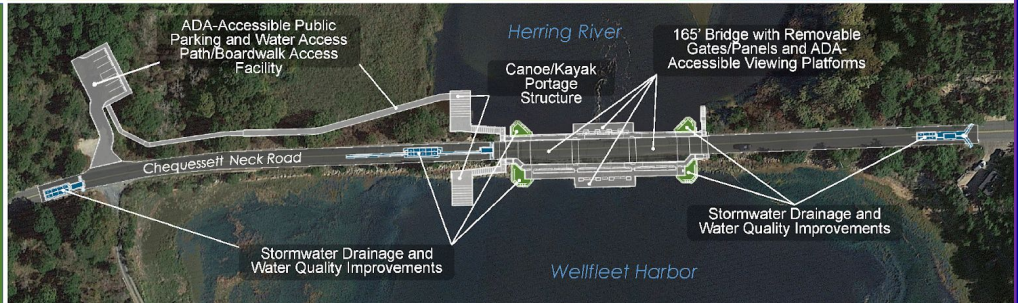 ADA-Accessible Public
Parking and Water Access
Path/Boardwalk Access
Facility
Herring River
Canoe/Kayak
Portage
Structure
165' Bridge with Removable
Gates/Panels and ADA-
Accessible Viewing Platforms
Chequessett Neck Road
Stormwater Drainage and
Water Quality Improvements
Stormwater Drainage and
Water Quality Improvements
Wellfleet Harbor